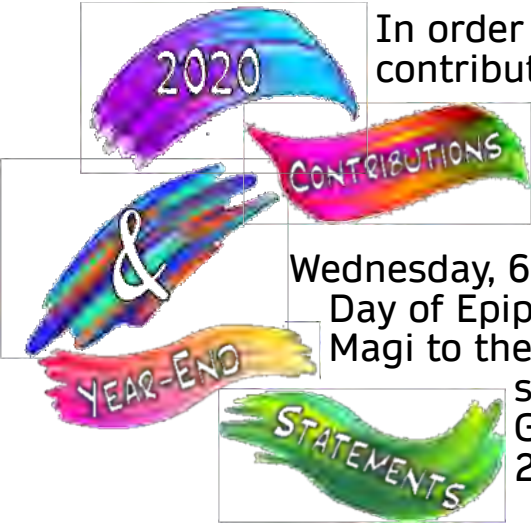 2020
CONTRIBUTIONS
&
YEAR-END
STATEMENTS
In order
contribut
Wednesday, 6
Day of Epip
Magi to the
s
G
2